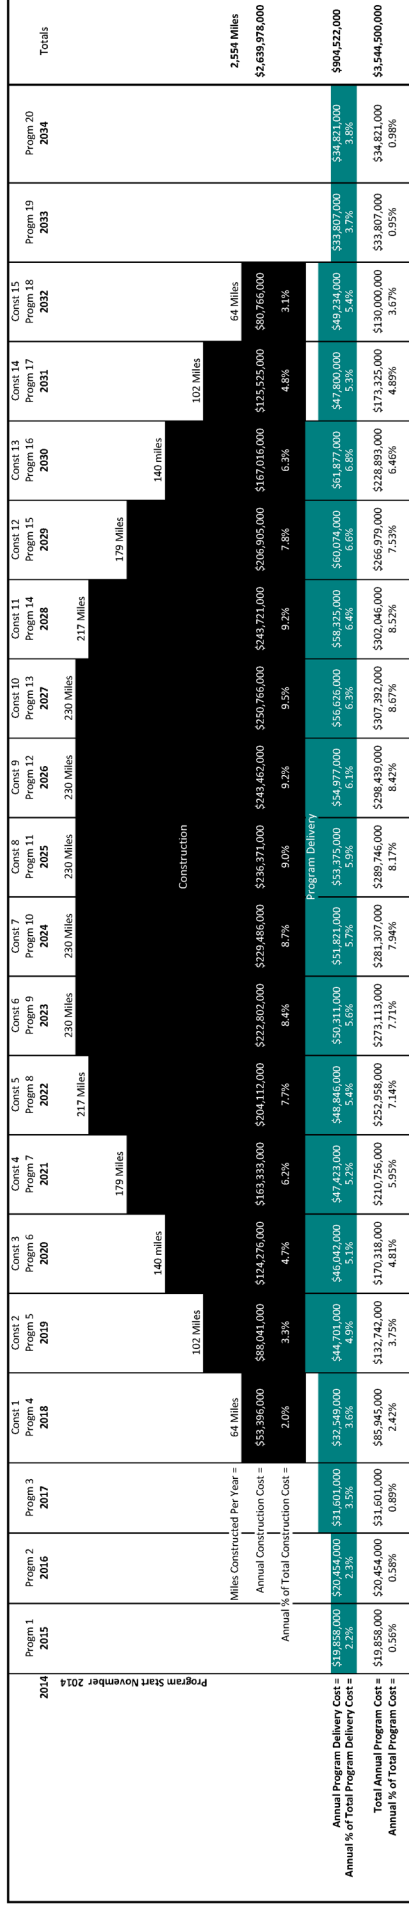 2014
Progm 1
2015
Progm 2
2016
Progm 3
2017
Const 1
Progm 4
2018
Const 2
Progm 5
2019
Const 3
Progm 6
2020
Const 4
Progm 7
2021
Const 5
Progm 8
2022
Const 6
Progm 9
2023
Const 7
Progm 10
2024
Const 8
Progm 11
2025
Const 9
Progm 12
2026
Const 10
Progm 13
2027
Const 11
Progm 14
2028
Const 12
Progm 15
2029
Const 13
Progm 16
2030
Const 14
Progm 17
2031
Const 15
Progm 18
2032
Progm 19
2033
Progm 20
2034
Totals
Program Start November 2014
Miles Constructed Per Year =
64 Miles
102 Miles
140 miles
179 Miles
217 Miles
230 Miles
230 Miles
230 Miles
230 Miles
230 Miles
217 Miles
179 Miles
140 miles
102 Miles
64 Miles
2,554 Miles
Construction
Annual Construction Cost =
$53,396,000
$88,041,000
$124,276,000
$163,333,000
$204,112,000
$222,802,000
$229,486,000
$236,371,000
$243,462,000
$250,766,000
$243,721,000
$206,905,000
$167,016,000
$125,525,000
$80,766,000
$2,639,978,000
Annual % of Total Construction Cost =
2.0%
3.3%
4.7%
6.2%
7.7%
8.4%
8.7%
9.0%
9.2%
9.5%
9.2%
7.8%
6.3%
4.8%
3.1%
Program Delivery
Annual Program Delivery Cost =
$19,858,000
$20,454,000
$31,601,000
$32,549,000
$44,701,000
$46,042,000
$47,423,000
$48,846,000
$50,311,000
$51,821,000
$53,375,000
$54,977,000
$56,626,000
$58,325,000
$60,074,000
$61,877,000
$47,800,000
$49,234,000
$33,807,000
$34,821,000
$904,522,000
Annual % of Total Program Delivery Cost =
2.2%
2.3%
3.5%
3.6%
4.9%
5.1%
5.2%
5.4%
5.6%
5.7%
5.9%
6.1%
6.3%
6.4%
6.6%
6.8%
5.3%
5.4%
3.7%
3.8%
Total Annual Program Cost =
$19,858,000
$20,454,000
$31,601,000
$85,945,000
$132,742,000
$170,318,000
$210,756,000
$252,958,000
$273,113,000
$281,307,000
$289,746,000
$298,439,000
$307,392,000
$302,046,000
$266,979,000
$228,893,000
$173,325,000
$130,000,000
$33,807,000
$34,821,000
$3,544,500,000
Annual % of Total Program Cost =
0.56%
0.58%
0.89%
2.42%
3.75%
4.81%
5.95%
7.14%
7.71%
7.94%
8.17%
8.42%
8.67%
8.52%
7.53%
6.46%
4.89%
3.67%
0.95%
0.98%